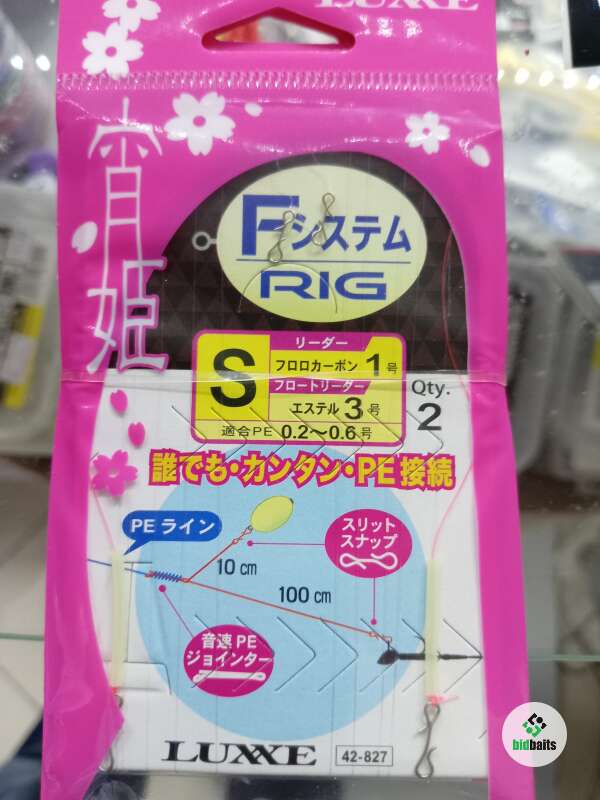 LUXXE
宵姫
Fシステム
RIG
S
リーダー
フロロカーボン 1号
フロートリーダー
エステル 3号
適合PE 0.2〜0.6号
Qty.
2
誰でも・カンタン・PE接続
PEライン
スリット
スナップ
10cm
100cm
音速PE
ジョインター
LUXXE
42-827
bidbaits